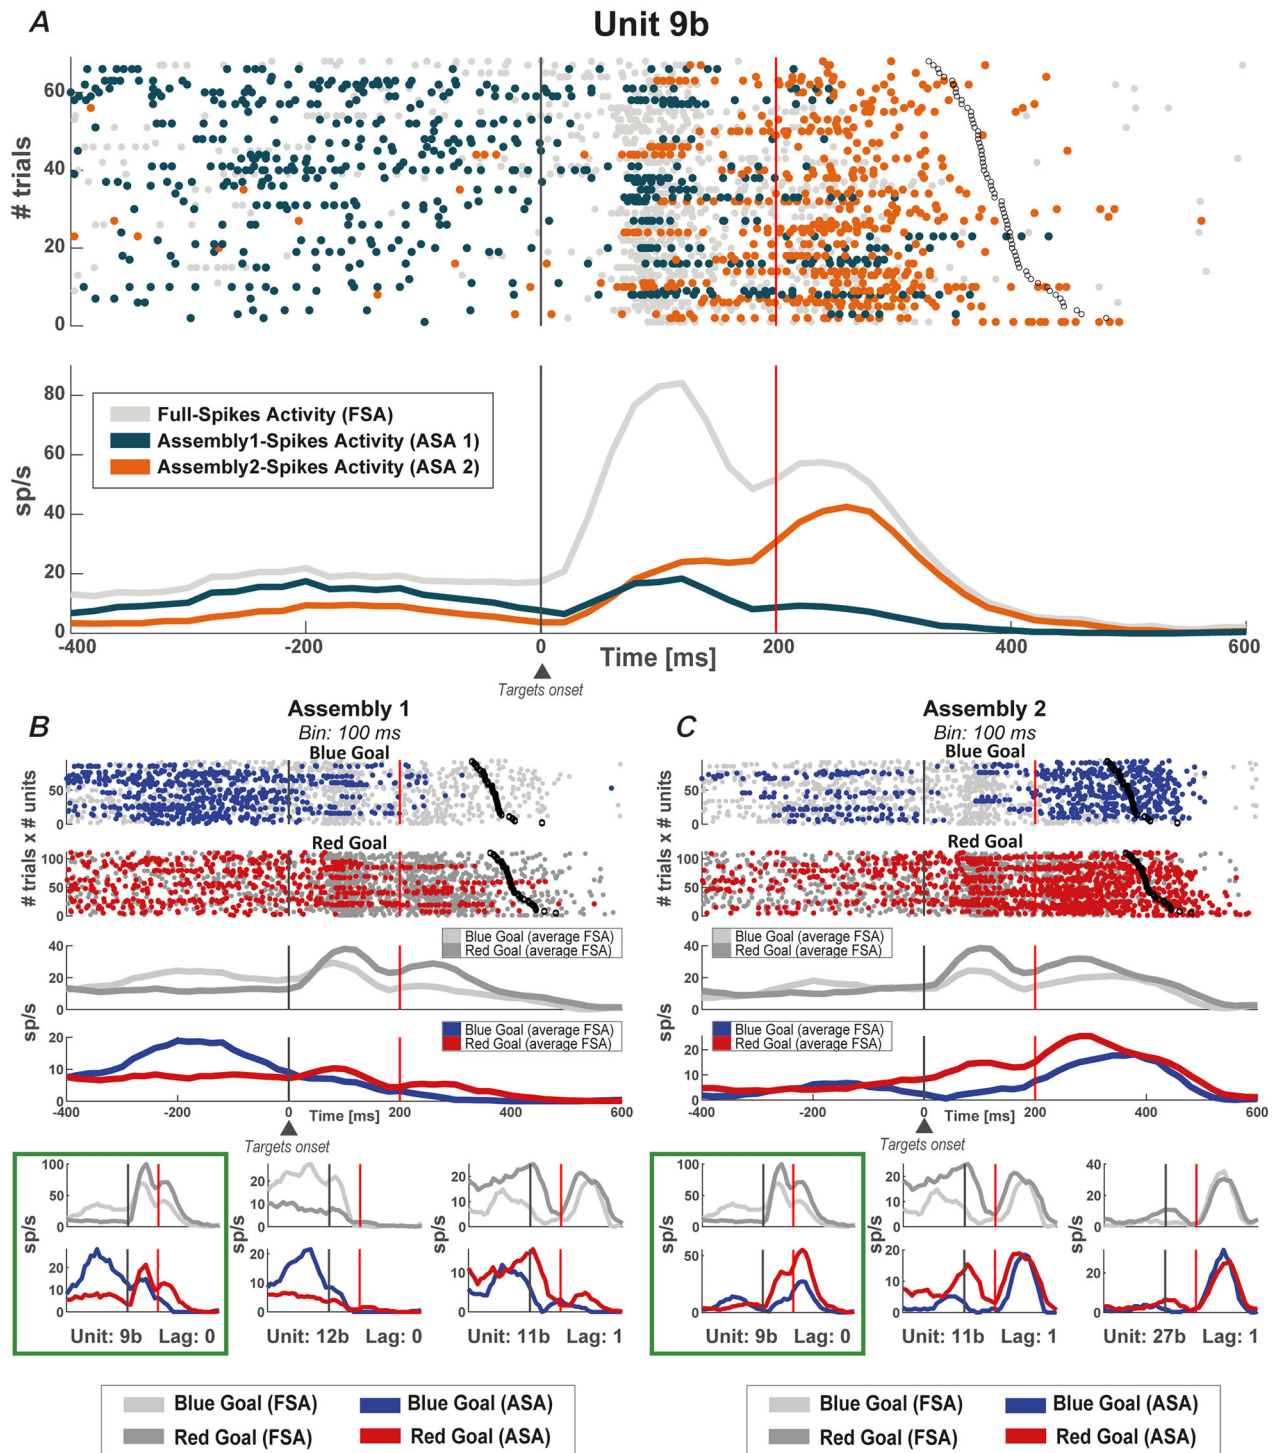 A
Unit 9b
# trials
60
40
20
0
Full-Spikes Activity (FSA)
Assembly1-Spikes Activity (ASA 1)
Assembly2-Spikes Activity (ASA 2)
sp/s
80
60
40
20
0
-400 -200 0 200 400 600
Time [ms]
Targets onset
B
Assembly 1
Bin: 100 ms
Blue Goal
50
0
Red Goal
100
50
0
# trials x # units
Blue Goal (average FSA)
Red Goal (average FSA)
40
20
0
sp/s
Blue Goal (average FSA)
Red Goal (average FSA)
20
10
0
-400 -200 0 Time [ms] 200 400 600
Targets onset
100
50
0
sp/s
20
10
0
Unit: 9b Lag: 0
20
10
0
20
10
0
Unit: 12b Lag: 0
20
10
0
10
0
Unit: 11b Lag: 1
Blue Goal (FSA) Blue Goal (ASA)
Red Goal (FSA) Red Goal (ASA)
C
Assembly 2
Bin: 100 ms
Blue Goal
50
0
Red Goal
100
50
0
# trials x # units
Blue Goal (average FSA)
Red Goal (average FSA)
40
20
0
sp/s
Blue Goal (average FSA)
Red Goal (average FSA)
20
10
0
-400 -200 0 Time [ms] 200 400 600
Targets onset
100
50
0
sp/s
50
0
Unit: 9b Lag: 0
20
10
0
20
10
0
Unit: 11b Lag: 1
40
20
0
20
0
Unit: 27b Lag: 1
Blue Goal (FSA) Blue Goal (ASA)
Red Goal (FSA) Red Goal (ASA)